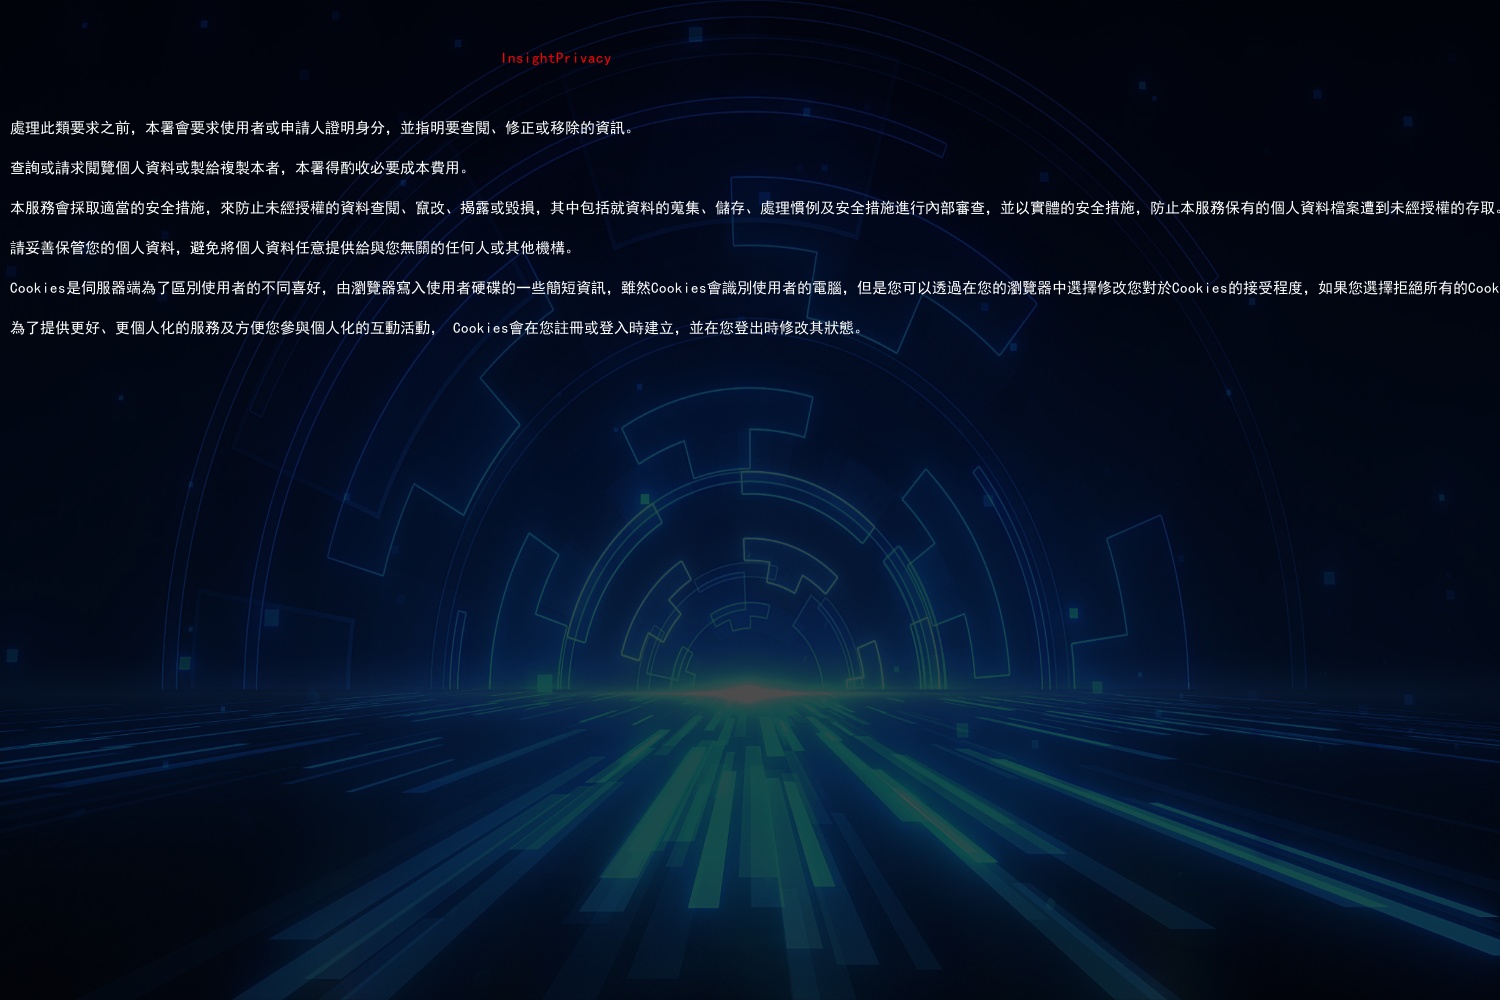 InsightPrivacy
處理此類要求之前，本署會要求使用者或申請人證明身分，並指明要查閱、修正或移除的資訊。
查詢或請求閱覽個人資料或製給複製本者，本署得酌收必要成本費用。
本服務會採取適當的安全措施，來防止未經授權的資料查閱、竄改、揭露或毀損，其中包括就資料的蒐集、儲存、處理慣例及安全措施進行內部審查，並以實體的安全措施，防止本服務保有的個人資料檔案遭到未經授權的存取。
請妥善保管您的個人資料，避免將個人資料任意提供給與您無關的任何人或其他機構。
Cookies是伺服器端為了區別使用者的不同喜好，由瀏覽器寫入使用者硬碟的一些簡短資訊，雖然Cookies會識別使用者的電腦，但是您可以透過在您的瀏覽器中選擇修改您對於Cookies的接受程度，如果您選擇拒絕所有的Cook
為了提供更好、更個人化的服務及方便您參與個人化的互動活動， Cookies會在您註冊或登入時建立，並在您登出時修改其狀態。